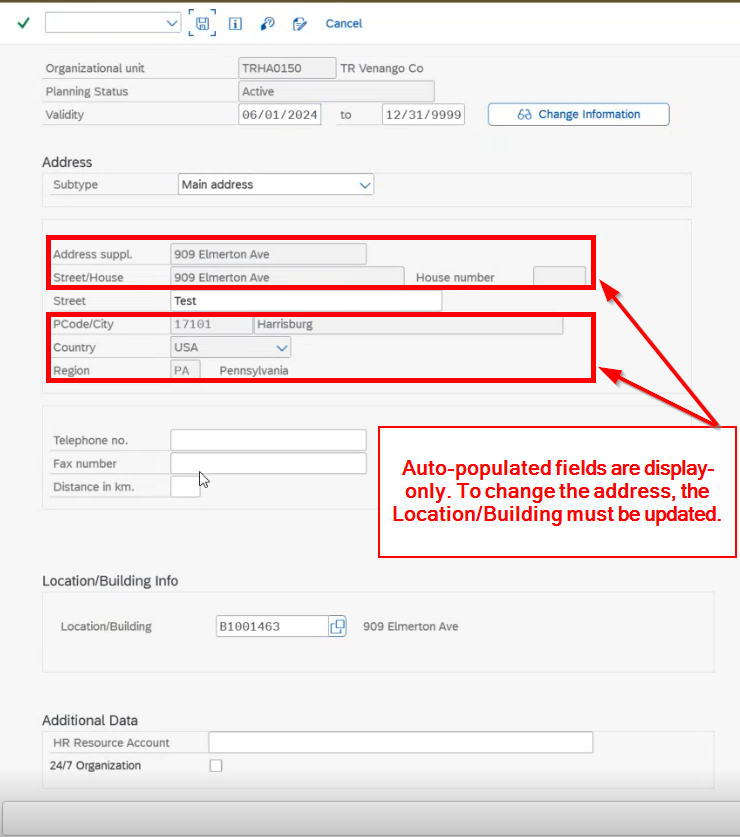 Cancel
Organizational unit TRHA0150 TR Venango Co
Planning Status Active
Validity 06/01/2024 to 12/31/9999 Change Information
Address
Subtype Main address
Address suppl. 909 Elmerton Ave
Street/House 909 Elmerton Ave House number
Street Test
PCode/City 17101 Harrisburg
Country USA
Region PA Pennsylvania
Telephone no.
Fax number
Distance in km.
Auto-populated fields are display-
only. To change the address, the
Location/Building must be updated.
Location/Building Info
Location/Building B1001463 909 Elmerton Ave
Additional Data
HR Resource Account
24/7 Organization